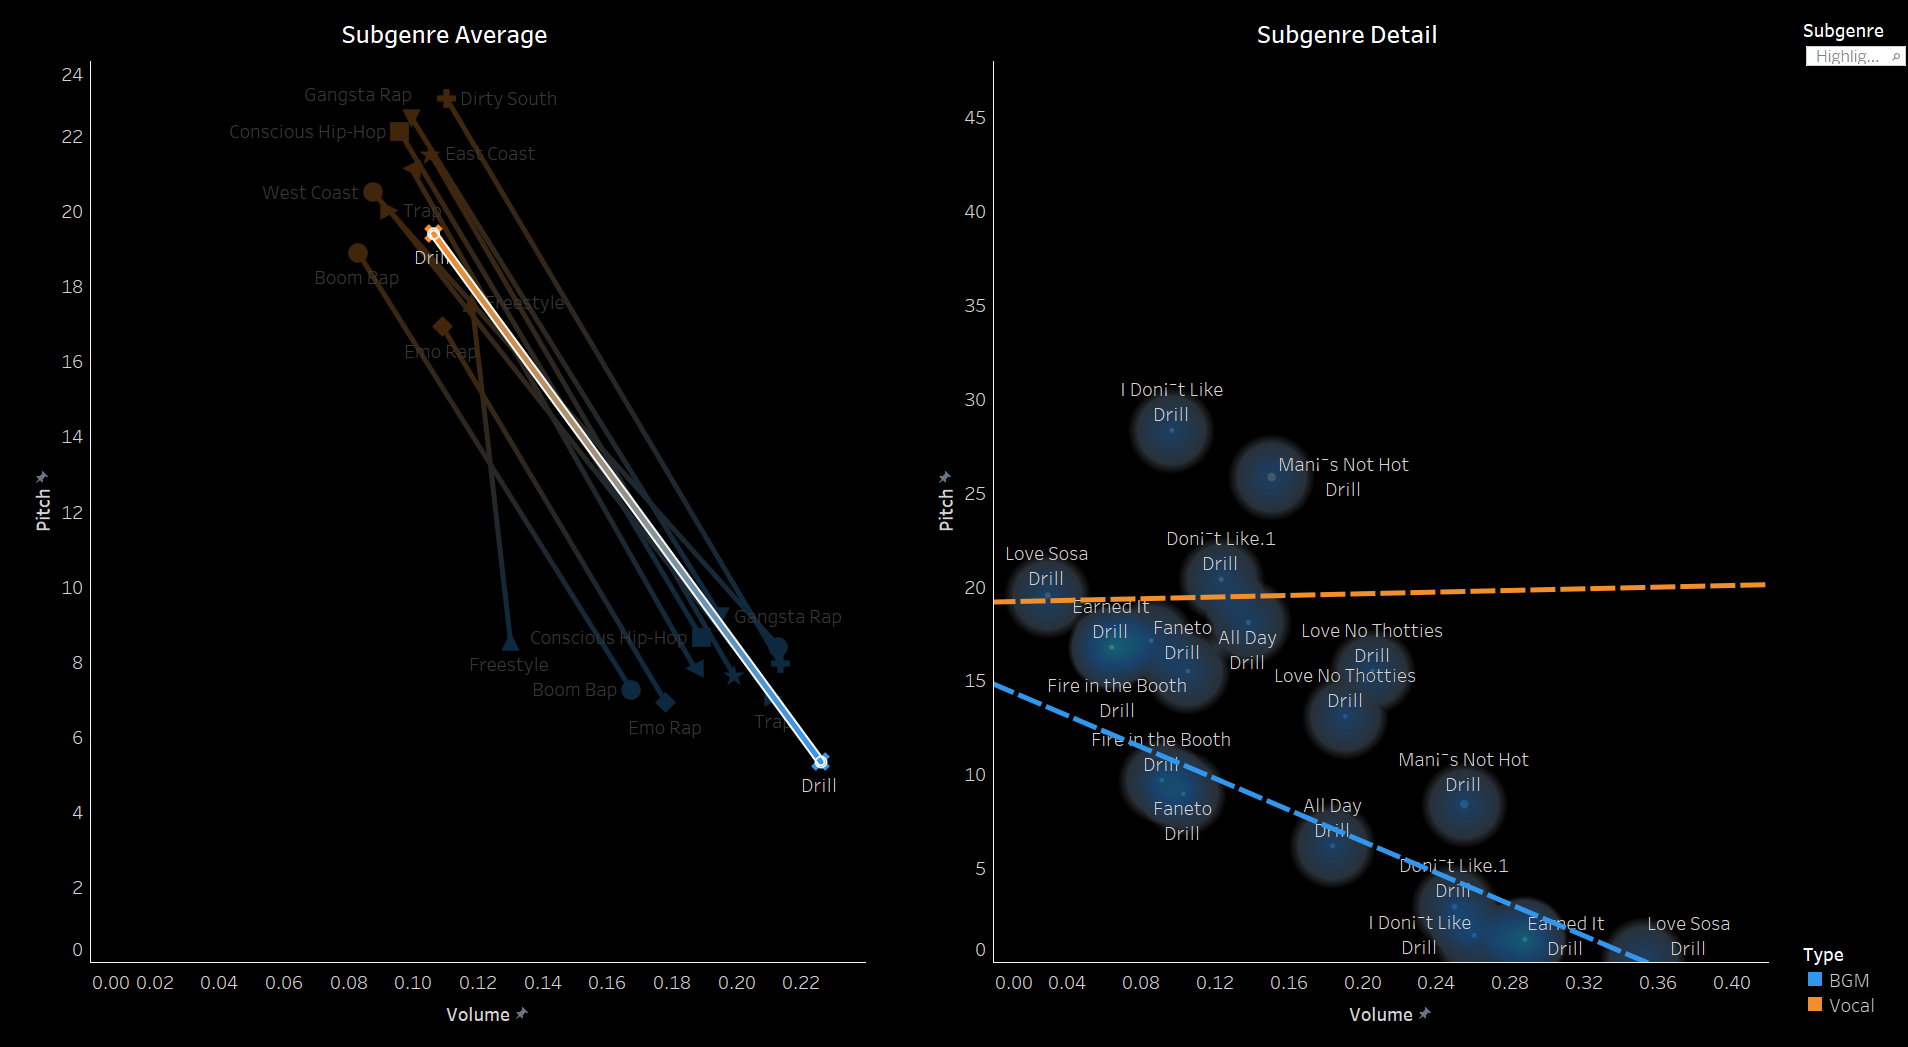 Subgenre Average
24
22
20
18
16
14
12
10
8
6
4
2
0
Pitch
Gangsta Rap
Dirty South
Conscious Hip-Hop
East Coast
West Coast
Trap
Drill
Boom Bap
Freestyle
Emo Rap
Gangsta Rap
Conscious Hip-Hop
Freestyle
Boom Bap
Emo Rap
Trap
Drill
0.00 0.02 0.04 0.06 0.08 0.10 0.12 0.14 0.16 0.18 0.20 0.22
Volume
Subgenre Detail
45
40
35
30
25
20
15
10
5
0
Pitch
I Doni¯t Like
Drill
Mani¯s Not Hot
Drill
Doni¯t Like.1
Drill
Love Sosa
Drill
Earned It
Drill
Faneto
Drill
All Day
Drill
Love No Thotties
Drill
Love No Thotties
Drill
Fire in the Booth
Drill
Fire in the Booth
Drill
Mani¯s Not Hot
Drill
Faneto
Drill
All Day
Drill
Doni¯t Like.1
Drill
I Doni¯t Like
Drill
Earned It
Drill
Love Sosa
Drill
0.00 0.04 0.08 0.12 0.16 0.20 0.24 0.28 0.32 0.36 0.40
Volume
Subgenre
Highlig...
Type
BGM
Vocal